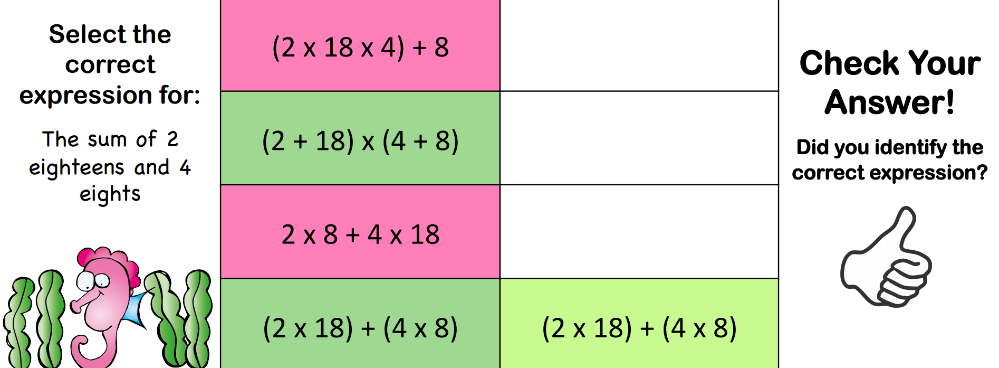 Select the
correct
expression for:
The sum of 2
eighteens and 4
eights
(2 x 18 x 4) + 8
(2 + 18) x (4 + 8)
2 x 8 + 4 x 18
(2 x 18) + (4 x 8)
(2 x 18) + (4 x 8)
Check Your
Answer!
Did you identify the
correct expression?